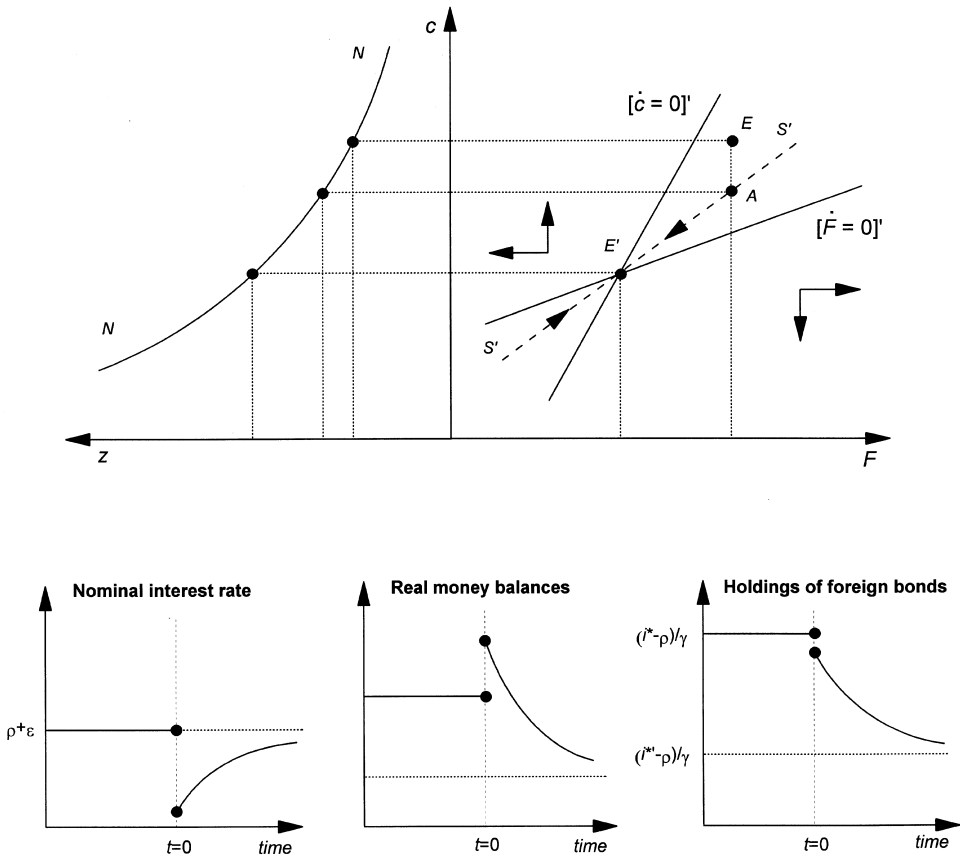 c
N
[ċ = 0]'
E
S'
A
[Ḟ = 0]'
E'
N
S'
z
F
Nominal interest rate
Real money balances
Holdings of foreign bonds
(i*-ρ)/γ
ρ+ε
(i*'-ρ)/γ
t=0
time
t=0
time
t=0
time